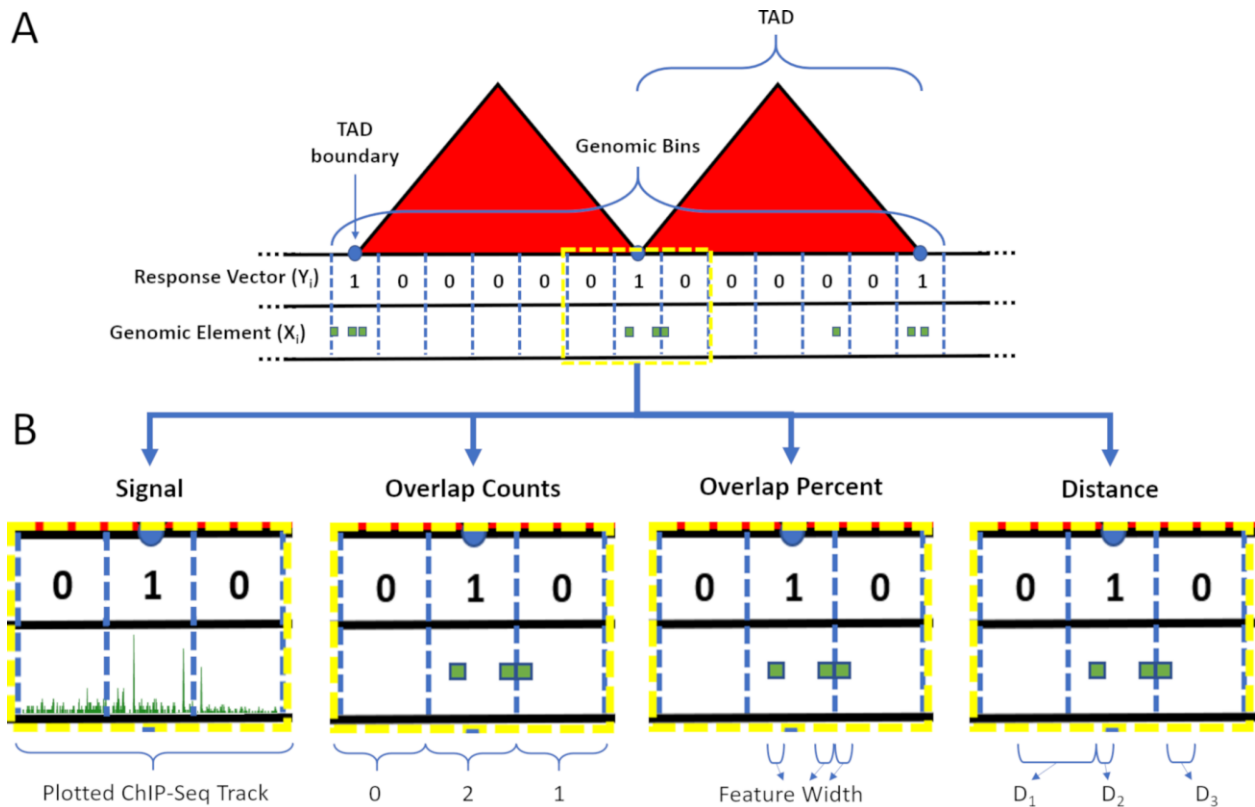 A
TAD
TAD
boundary
Genomic Bins
Response Vector (Yᵢ) 1 0 0 0 0 0 1 0 0 0 0 0 1
Genomic Element (Xᵢ)
B
Signal Overlap Counts Overlap Percent Distance
0 1 0 0 1 0 0 1 0 0 1 0
Plotted ChIP-Seq Track 0 2 1 Feature Width D₁ D₂ D₃